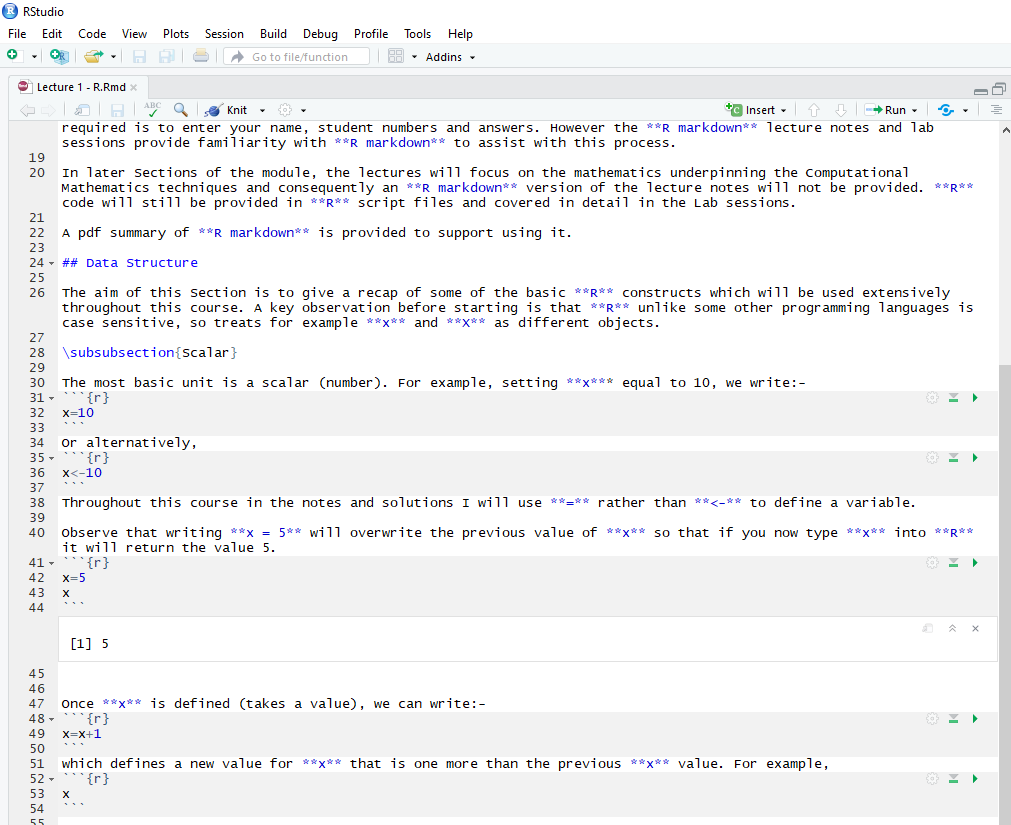 RStudio
File Edit Code View Plots Session Build Debug Profile Tools Help
Go to file/function Addins
Lecture 1 - R.Rmd
ABC Knit Insert Run
required is to enter your name, student numbers and answers. However the **R markdown** lecture notes and lab
sessions provide familiarity with **R markdown** to assist with this process.
19
20 In later Sections of the module, the lectures will focus on the mathematics underpinning the Computational
Mathematics techniques and consequently an **R markdown** version of the lecture notes will not be provided. **R**
code will still be provided in **R** script files and covered in detail in the Lab sessions.
21
22 A pdf summary of **R markdown** is provided to support using it.
23
24 ## Data Structure
25
26 The aim of this Section is to give a recap of some of the basic **R** constructs which will be used extensively
throughout this course. A key observation before starting is that **R** unlike some other programming languages is
case sensitive, so treats for example **x** and **X** as different objects.
27
28 \subsubsection{Scalar}
29
30 The most basic unit is a scalar (number). For example, setting **x*** equal to 10, we write:-
31 ```{r}
32 x=10
33 ```
34 Or alternatively,
35 ```{r}
36 x<-10
37 ```
38 Throughout this course in the notes and solutions I will use **=** rather than **<-** to define a variable.
39
40 Observe that writing **x = 5** will overwrite the previous value of **x** so that if you now type **x** into **R**
it will return the value 5.
41 ```{r}
42 x=5
43 x
44 ```
[1] 5
45
46
47 Once **x** is defined (takes a value), we can write:-
48 ```{r}
49 x=x+1
50 ```
51 which defines a new value for **x** that is one more than the previous **x** value. For example,
52 ```{r}
53 x
54 ```
55